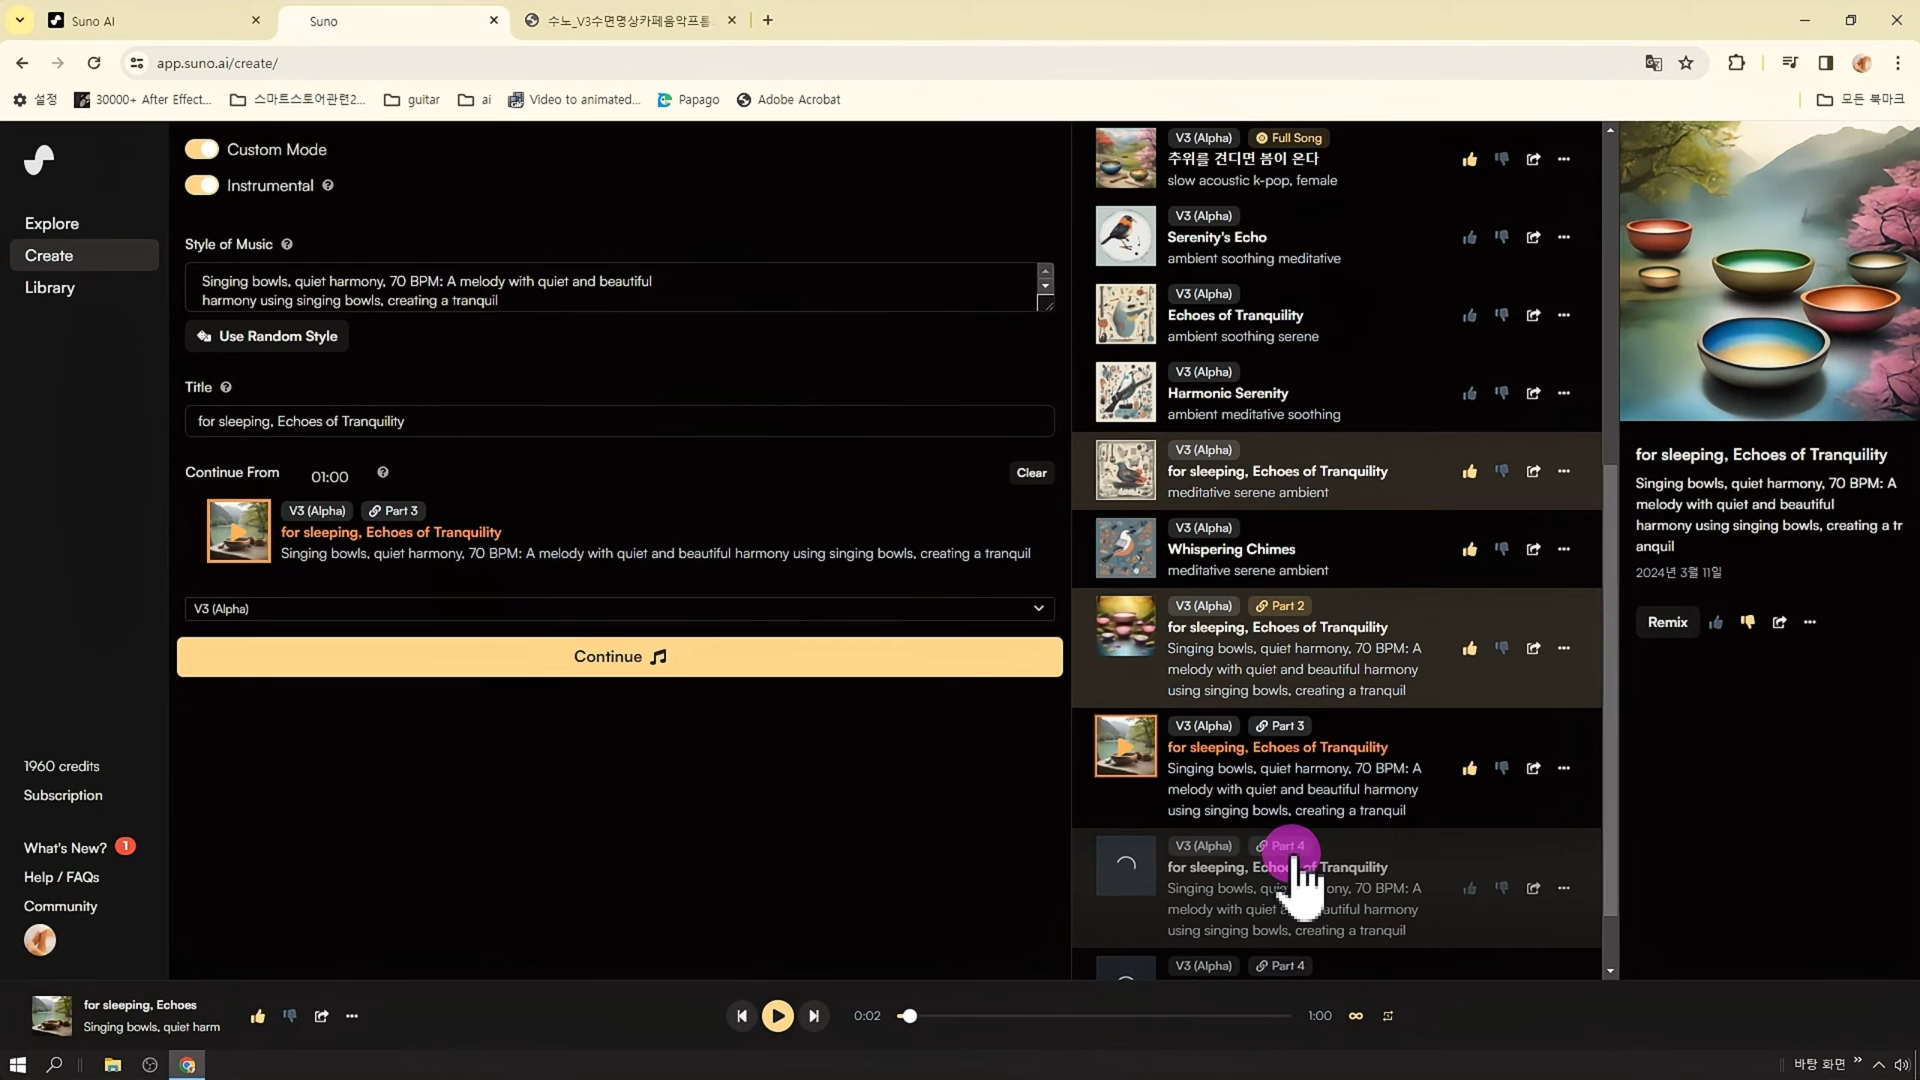 Suno AI
Suno
수노_V3수면명상카페음악프롬
app.suno.ai/create/
설정
30000+ After Effect...
스마트스토어관련2...
guitar
ai
Video to animated...
Papago
Adobe Acrobat
모든 북마크
Explore
Create
Library
1960 credits
Subscription
What's New? 1
Help / FAQs
Community
Custom Mode
Instrumental
Style of Music
Singing bowls, quiet harmony, 70 BPM: A melody with quiet and beautiful
harmony using singing bowls, creating a tranquil
Use Random Style
Title
for sleeping, Echoes of Tranquility
Continue From 01:00 Clear
V3 (Alpha) Part 3
for sleeping, Echoes of Tranquility
Singing bowls, quiet harmony, 70 BPM: A melody with quiet and beautiful harmony using singing bowls, creating a tranquil
V3 (Alpha)
Continue
V3 (Alpha) Full Song
추위를 견디면 봄이 온다
slow acoustic k-pop, female
V3 (Alpha)
Serenity's Echo
ambient soothing meditative
V3 (Alpha)
Echoes of Tranquility
ambient soothing serene
V3 (Alpha)
Harmonic Serenity
ambient meditative soothing
V3 (Alpha)
for sleeping, Echoes of Tranquility
meditative serene ambient
V3 (Alpha)
Whispering Chimes
meditative serene ambient
V3 (Alpha) Part 2
for sleeping, Echoes of Tranquility
Singing bowls, quiet harmony, 70 BPM: A
melody with quiet and beautiful harmony
using singing bowls, creating a tranquil
V3 (Alpha) Part 3
for sleeping, Echoes of Tranquility
Singing bowls, quiet harmony, 70 BPM: A
melody with quiet and beautiful harmony
using singing bowls, creating a tranquil
V3 (Alpha) Part 4
for sleeping, Echoes of Tranquility
Singing bowls, quiet harmony, 70 BPM: A
melody with quiet and beautiful harmony
using singing bowls, creating a tranquil
V3 (Alpha) Part 4
for sleeping, Echoes of Tranquility
Singing bowls, quiet harmony, 70 BPM: A
melody with quiet and beautiful
harmony using singing bowls, creating a tr
anquil
2024년 3월 11일
Remix
for sleeping, Echoes
Singing bowls, quiet harm
0:02
1:00
바탕 화면